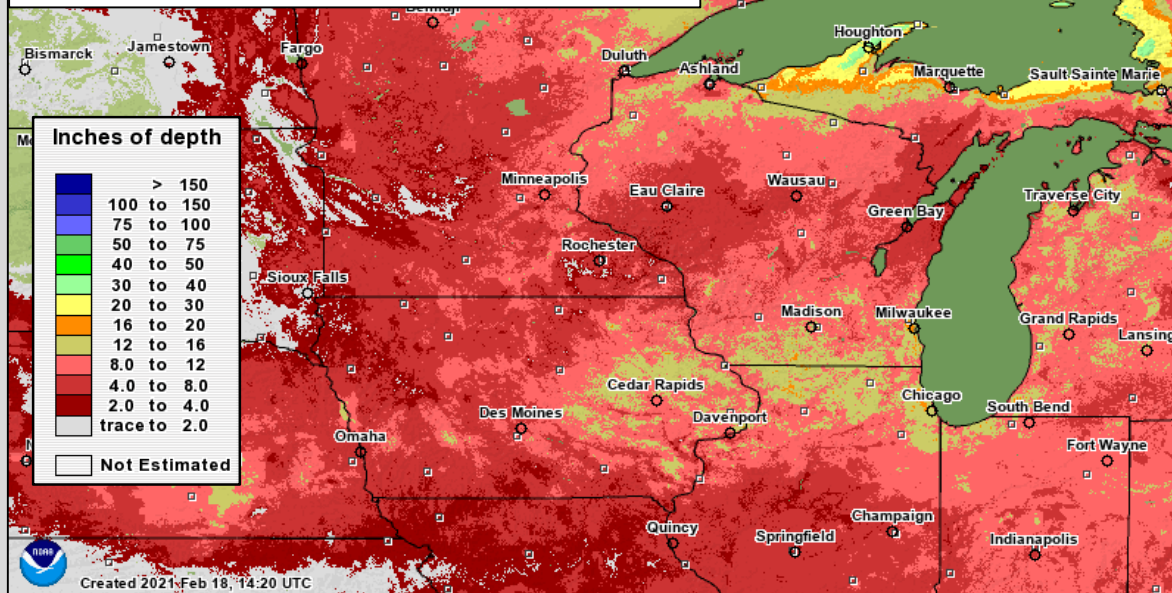 Houghton
Bismarck
Jamestown
Fargo
Duluth
Ashland
Marquette
Sault Sainte Marie
Inches of depth
> 150
100 to 150
75 to 100
50 to 75
40 to 50
30 to 40
20 to 30
16 to 20
12 to 16
8.0 to 12
4.0 to 8.0
2.0 to 4.0
trace to 2.0
Not Estimated
Minneapolis
Eau Claire
Wausau
Traverse City
Green Bay
Rochester
Sioux Falls
Madison
Milwaukee
Grand Rapids
Lansing
Cedar Rapids
Chicago
Des Moines
Davenport
South Bend
Omaha
Fort Wayne
Quincy
Springfield
Champaign
Indianapolis
NOAA
Created 2021 Feb 18, 14:20 UTC